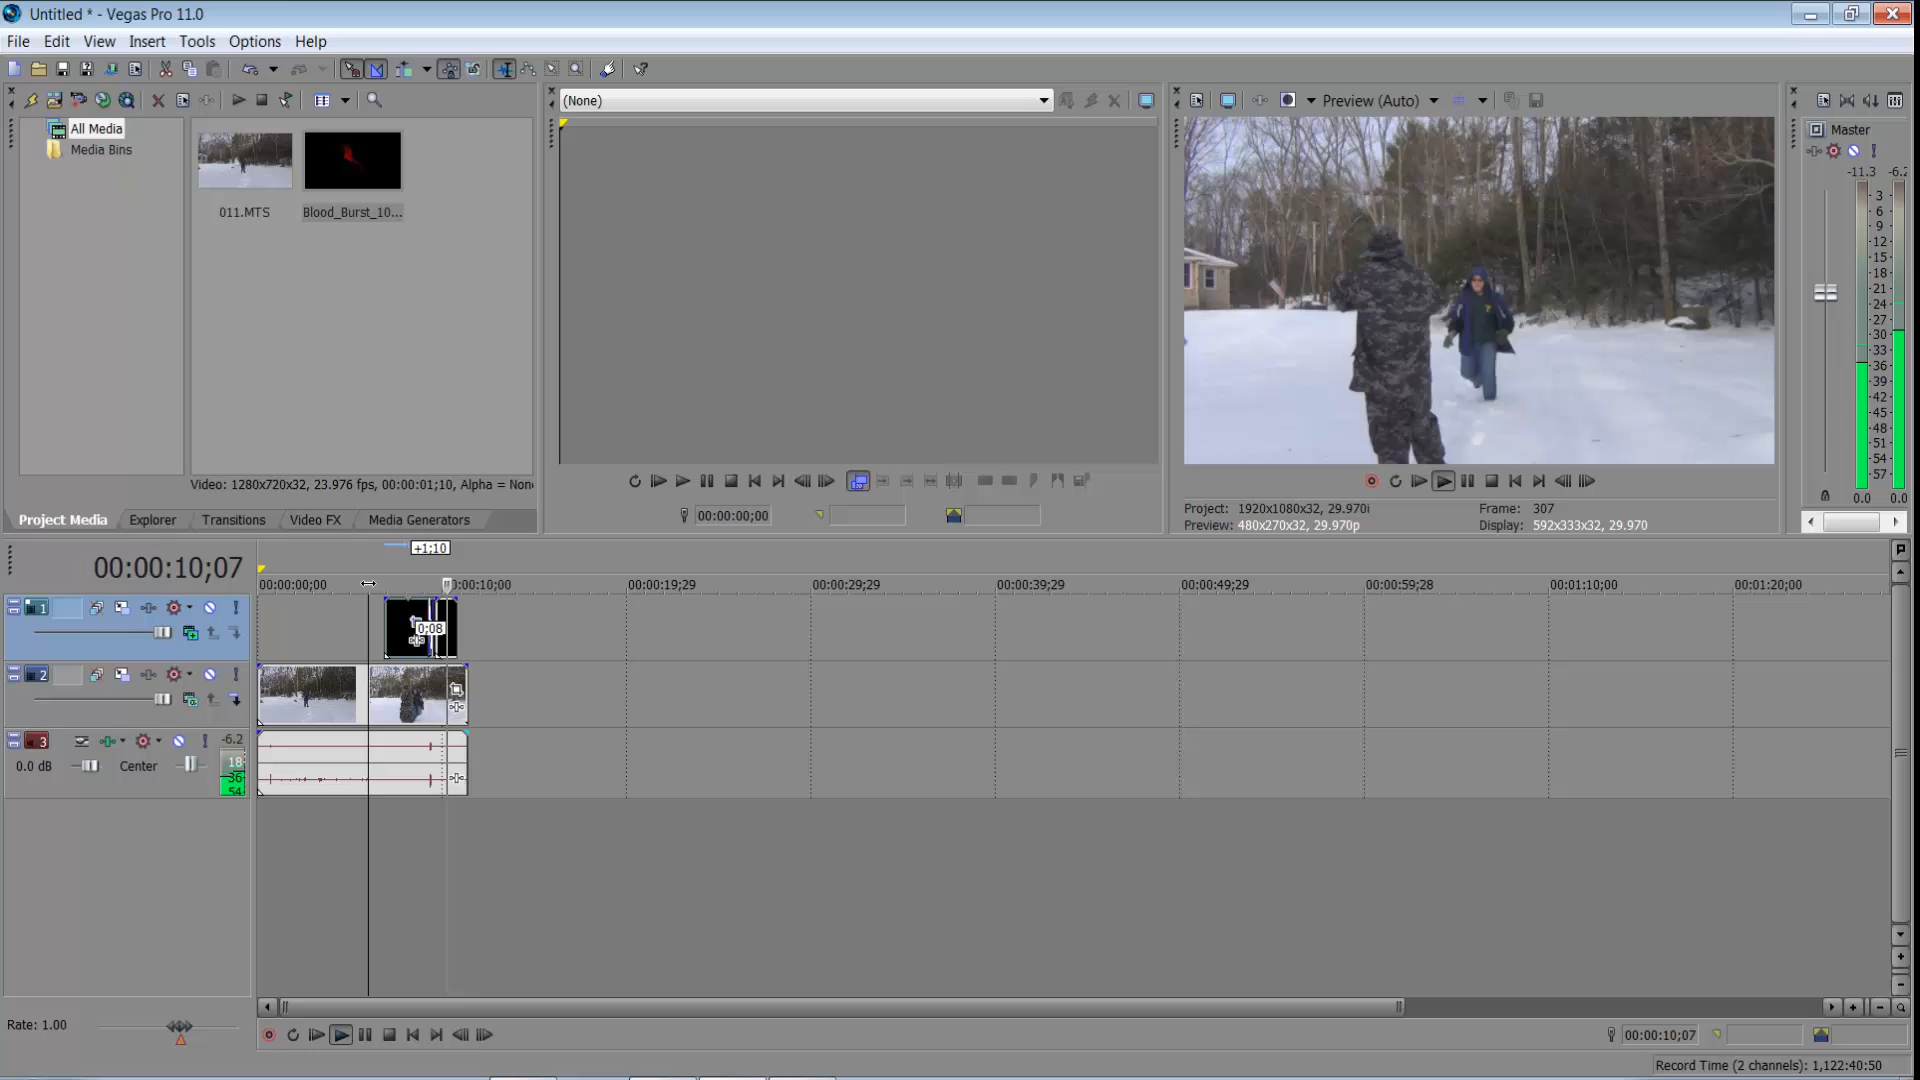 Untitled * - Vegas Pro 11.0
File Edit View Insert Tools Options Help
(None)
Preview (Auto)
All Media
Media Bins
011.MTS
Blood_Burst_10...
Master
-11.3 -6.2
3
6
9
12
15
18
21
24
27
30
33
36
39
42
45
48
51
54
57
0.0 0.0
Video: 1280x720x32, 23.976 fps, 00:00:01;10, Alpha = None
Project Media Explorer Transitions Video FX Media Generators
00:00:00;00
Project: 1920x1080x32, 29.970i
Frame: 307
Preview: 480x270x32, 29.970p
Display: 592x333x32, 29.970
+1;10
00:00:10;07
00:00:00;00 0:00:10;00 00:00:19;29 00:00:29;29 00:00:39;29 00:00:49;29 00:00:59;28 00:01:10;00 00:01:20;00
1
0;08
2
3
-6.2
0.0 dB Center
18
36
54
Rate: 1.00
00:00:10;07
Record Time (2 channels): 1,122:40:50